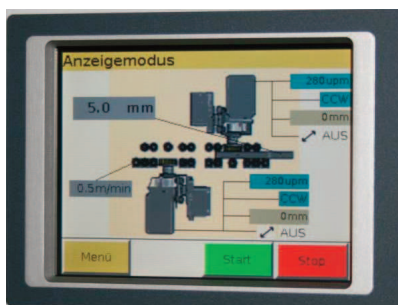 Anzeigemodus
280upm
5.0 mm
CCW
0mm
AUS
0.5m/min
280upm
CCW
0mm
AUS
Menü
Start
Stop